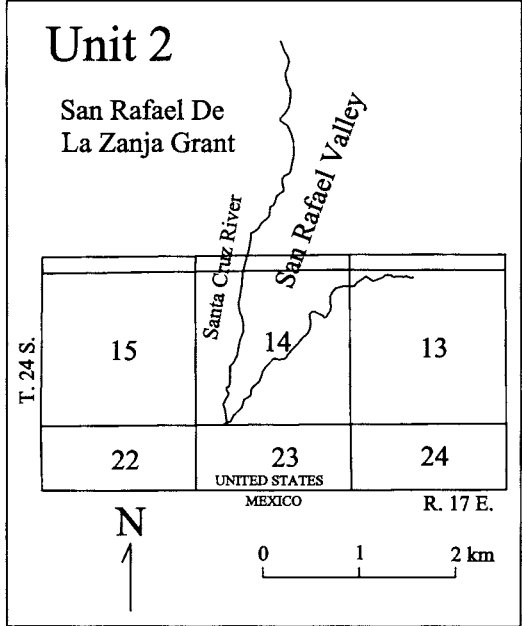 Unit 2
San Rafael De
La Zanja Grant
San Rafael Valley
Santa Cruz River
T. 24 S.
15
14
13
22
23
24
UNITED STATES
MEXICO
R. 17 E.
N
0 1 2 km